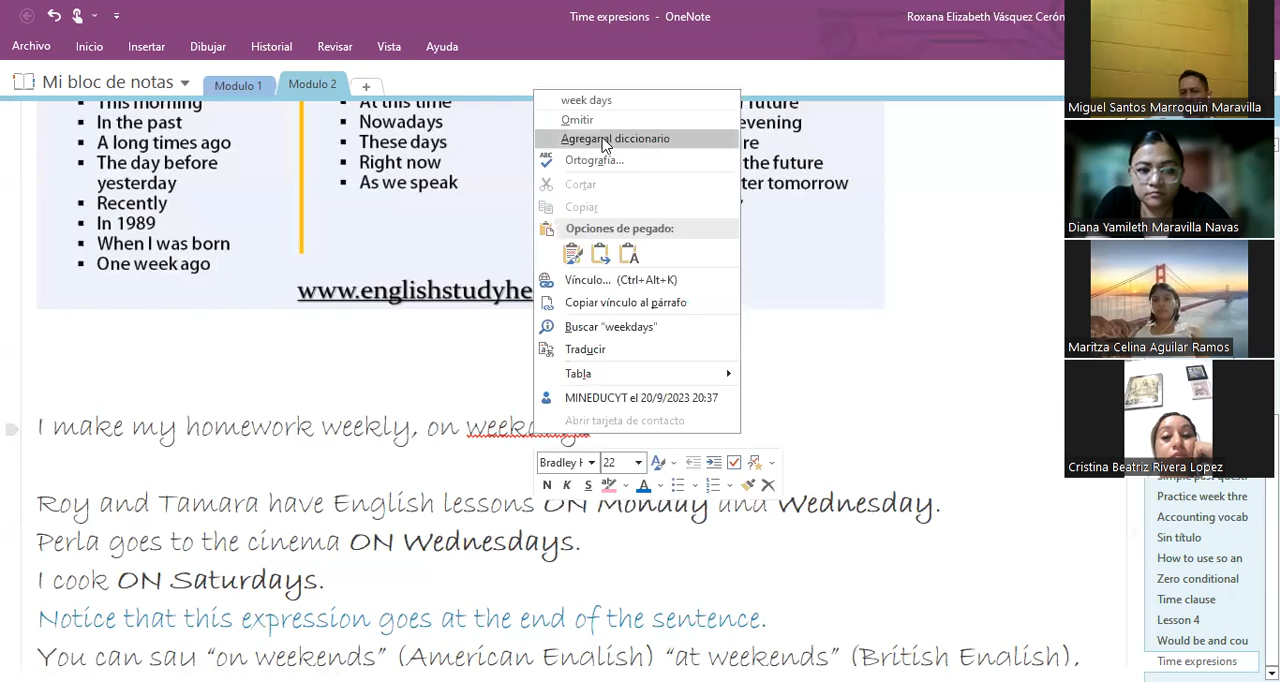 Time expresions - OneNote
Roxana Elizabeth Vásquez Cerón
Archivo Inicio Insertar Dibujar Historial Revisar Vista Ayuda
Mi bloc de notas Modulo 1 Modulo 2 +
This morning
In the past
A long times ago
The day before
yesterday
Recently
In 1989
When I was born
One week ago
At this time
Nowadays
These days
Right now
As we speak
future
evening
the future
tomorrow
www.englishstudyhe
week days
Omitir
Agregar al diccionario
Ortografía...
Cortar
Copiar
Opciones de pegado:
Vínculo... (Ctrl+Alt+K)
Copiar vínculo al párrafo
Buscar "weekdays"
Traducir
Tabla
MINEDUCYT el 20/9/2023 20:37
Abrir tarjeta de contacto
Bradley H 22
N K S
I make my homework weekly, on weekdays
Roy and Tamara have English lessons ON Monday and Wednesday.
Perla goes to the cinema ON Wednesdays.
I cook ON Saturdays.
Notice that this expression goes at the end of the sentence.
You can say "on weekends" (American English) "at weekends" (British English),
Miguel Santos Marroquin Maravilla
Diana Yamileth Maravilla Navas
Maritza Celina Aguilar Ramos
Cristina Beatriz Rivera Lopez
Simple past questi
Practice week thre
Accounting vocab
Sin título
How to use so an
Zero conditional
Time clause
Lesson 4
Would be and cou
Time expresions